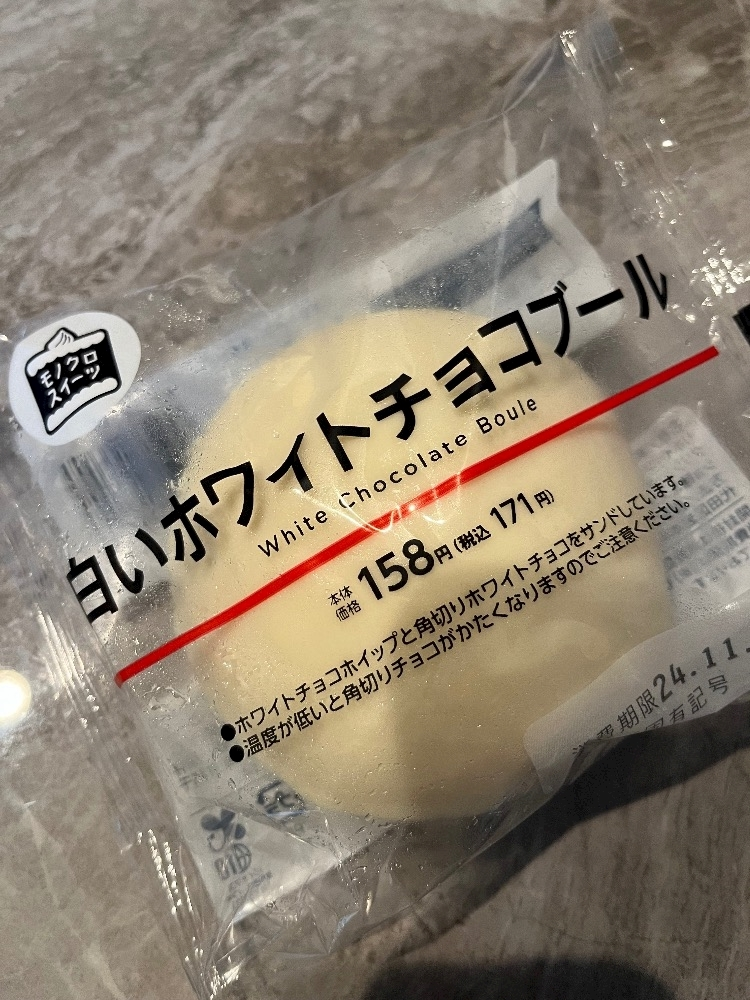 モノクロ
スイーツ
白いホワイトチョコブール
White Chocolate Boule
本体
価格 158円(税込 171円)
●ホワイトチョコホイップと角切りホワイトチョコをサンドしています。
●温度が低いと角切りチョコがかたくなりますのでご注意ください。
期限24.11.
固有記号